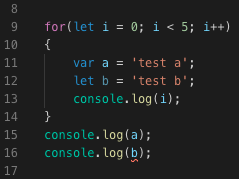 8
9 for(let i = 0; i < 5; i++)
10 {
11 var a = 'test a';
12 let b = 'test b';
13 console.log(i);
14 }
15 console.log(a);
16 console.log(b);
17